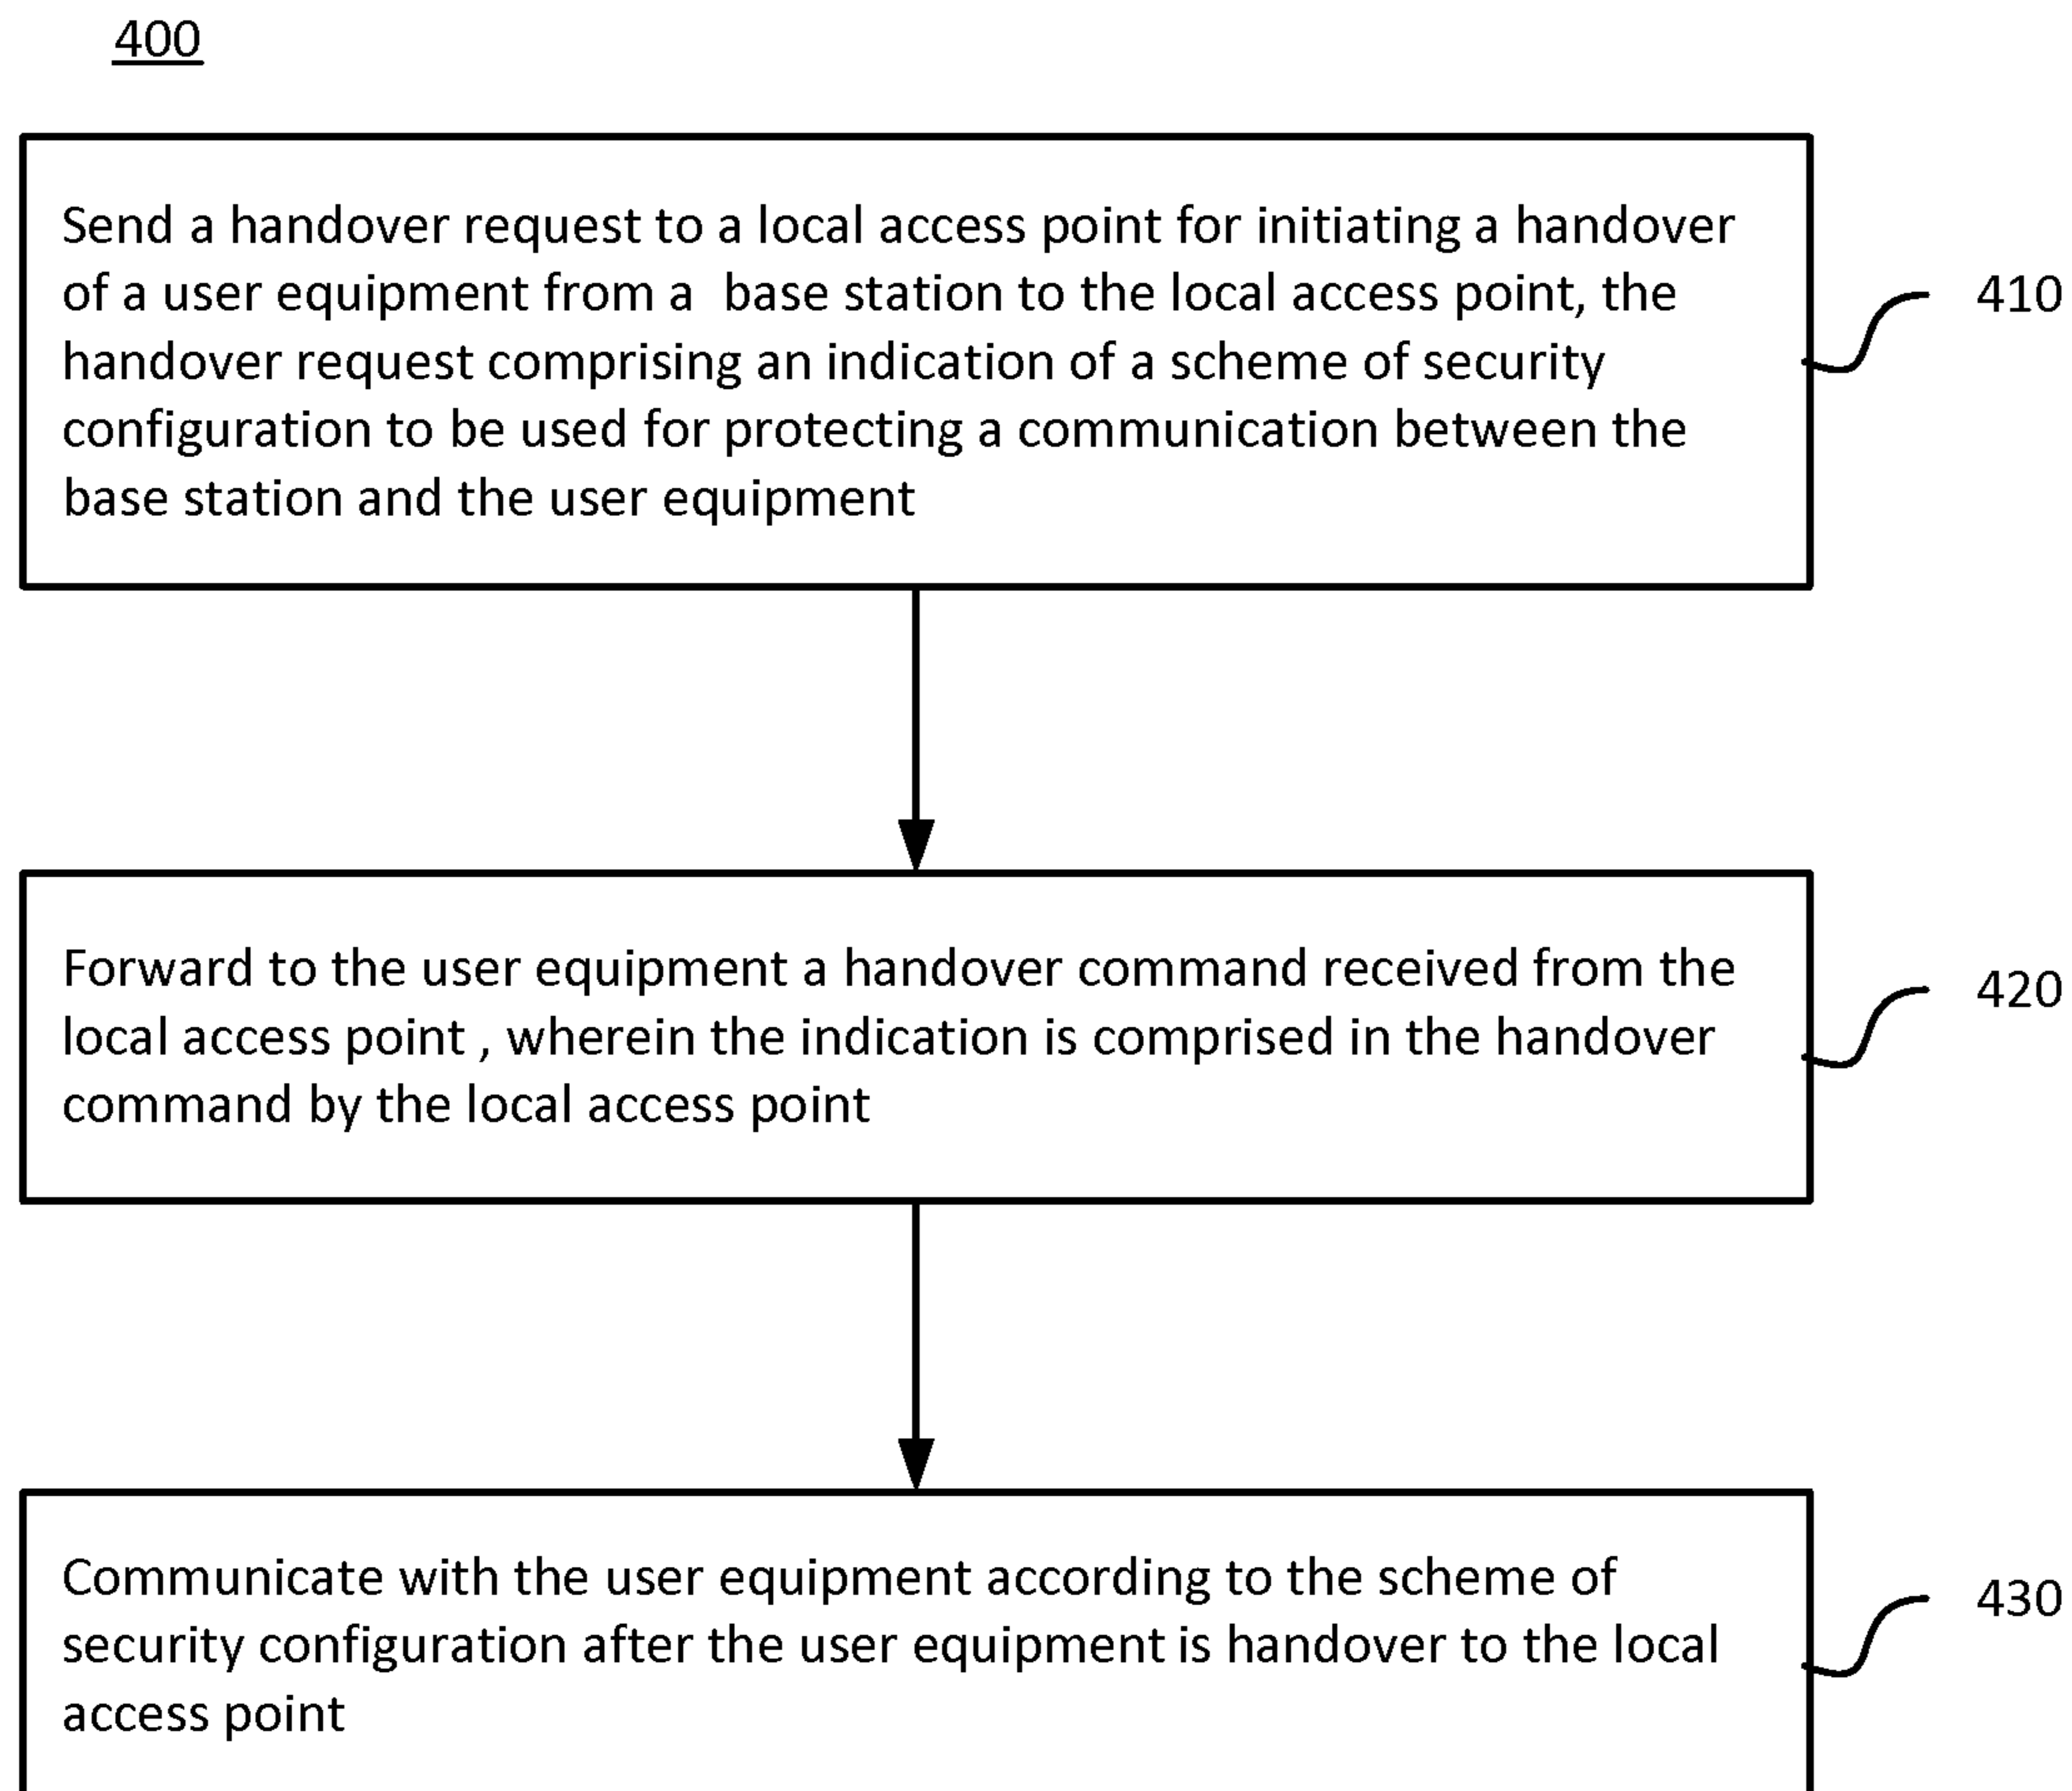 400
Send a handover request to a local access point for initiating a handover
of a user equipment from a  base station to the local access point, the
handover request comprising an indication of a scheme of security
configuration to be used for protecting a communication between the
base station and the user equipment
410
Forward to the user equipment a handover command received from the
local access point , wherein the indication is comprised in the handover
command by the local access point
420
Communicate with the user equipment according to the scheme of
security configuration after the user equipment is handover to the local
access point
430